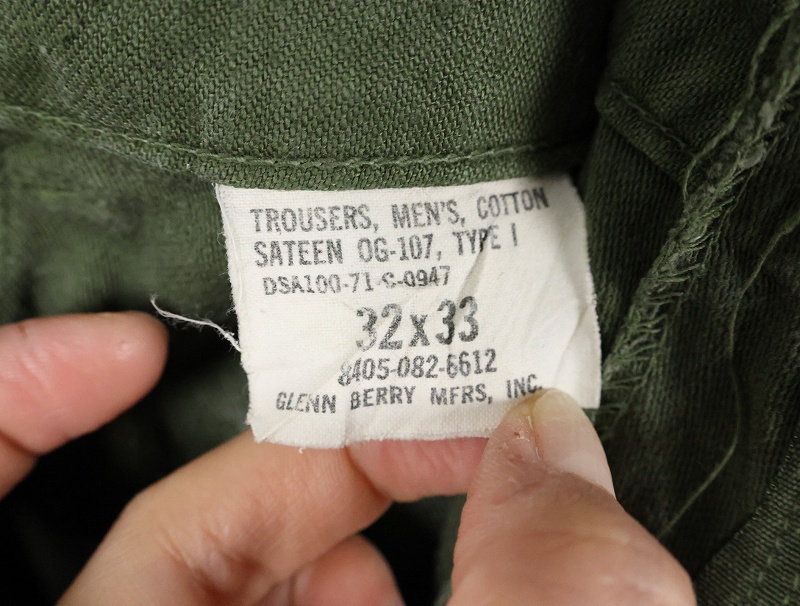 TROUSERS, MEN'S, COTTON
SATEEN OG-107, TYPE I
DSA100-71-C-0947
32x33
8405-082-6612
GLENN BERRY MFRS, INC.